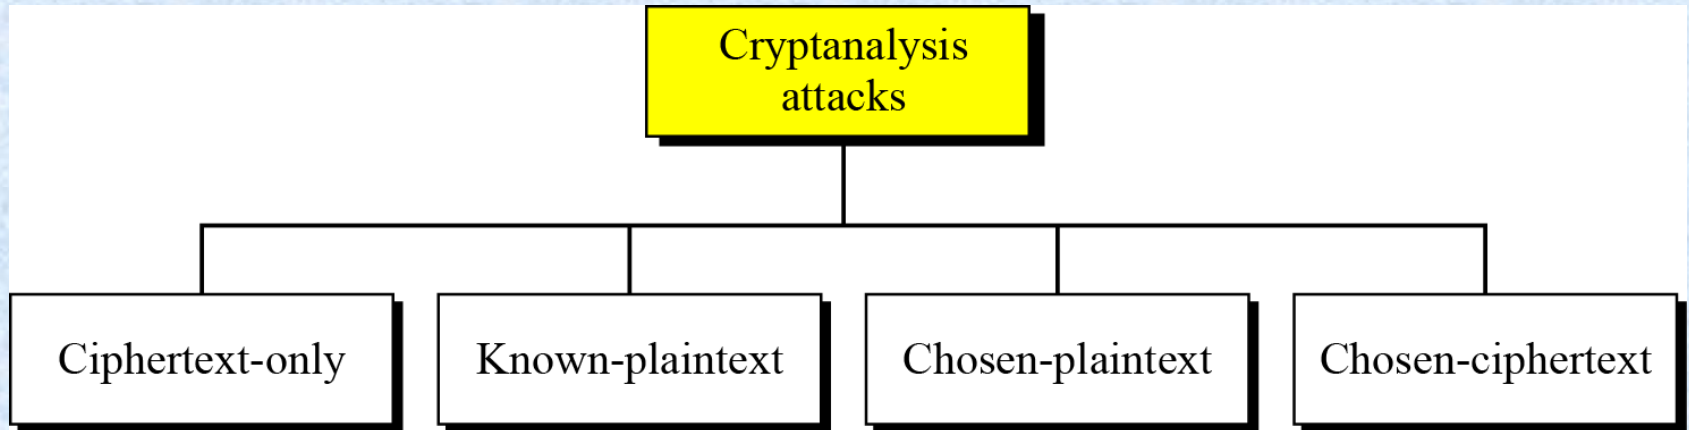 Cryptanalysis
attacks
Ciphertext-only
Known-plaintext
Chosen-plaintext
Chosen-ciphertext